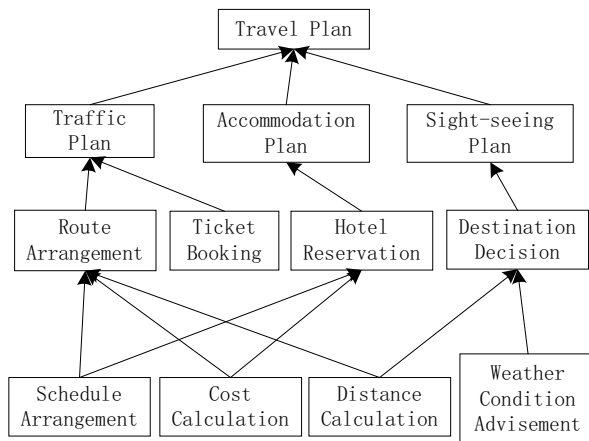 Travel Plan
Traffic
Plan
Accommodation
Plan
Sight-seeing
Plan
Route
Arrangement
Ticket
Booking
Hotel
Reservation
Destination
Decision
Schedule
Arrangement
Cost
Calculation
Distance
Calculation
Weather
Condition
Advisement